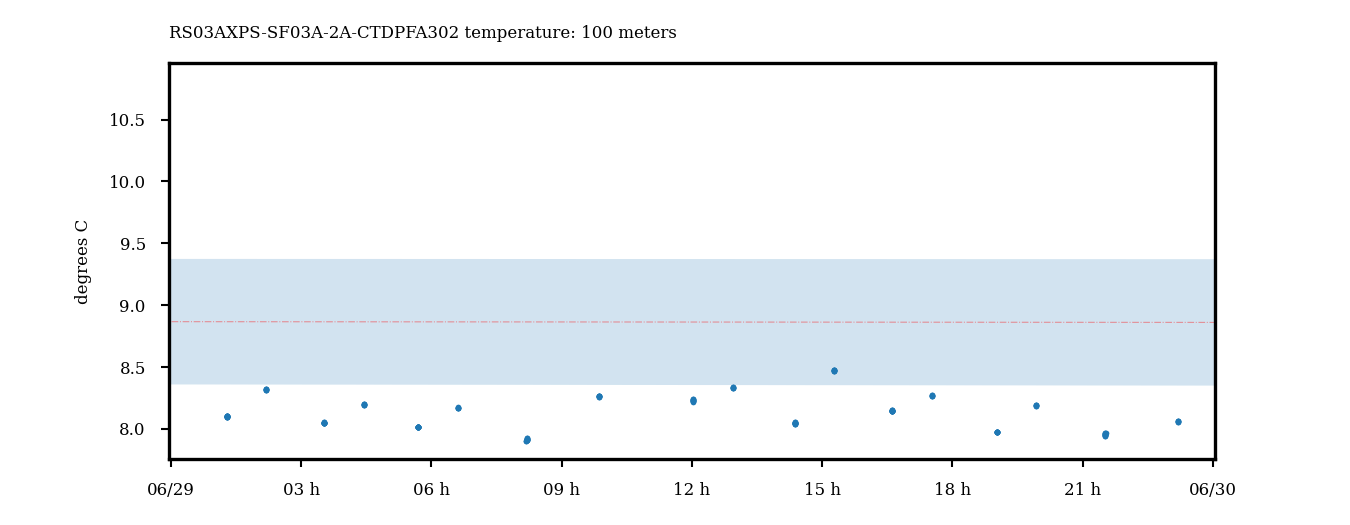 RS03AXPS-SF03A-2A-CTDPFA302 temperature: 100 meters
10.5
10.0
9.5
9.0
8.5
8.0
degrees C
06/29 03 h 06 h 09 h 12 h 15 h 18 h 21 h 06/30